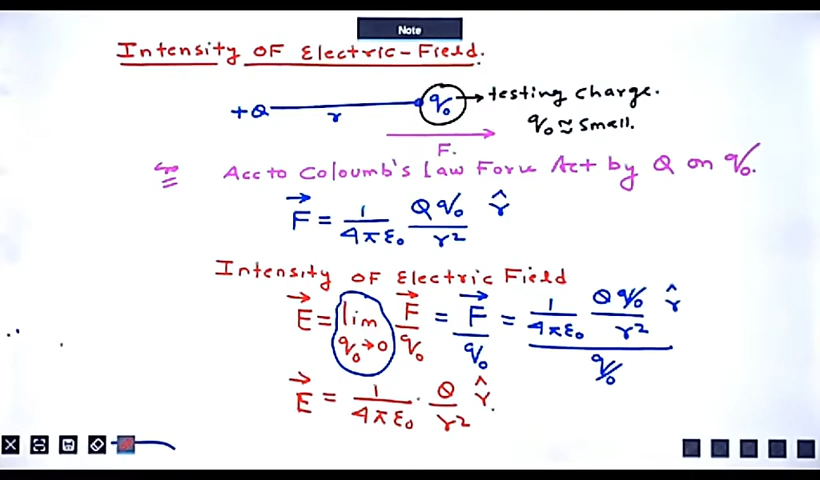 Note
Intensity OF Electric-Field.
+Q r q₀ → testing charge.
q₀ ≈ small.
F.
Acc to Coloumb's Law Force Act by Q on q₀.
F⃗ = 1/4πε₀ Qq₀/r² r̂
Intensity OF Electric Field
E⃗ = lim q₀→0 F⃗/q₀ = F⃗/q₀ = 1/4πε₀ Qq₀/r² r̂ / q₀
E⃗ = 1/4πε₀ · Q/r² r̂.